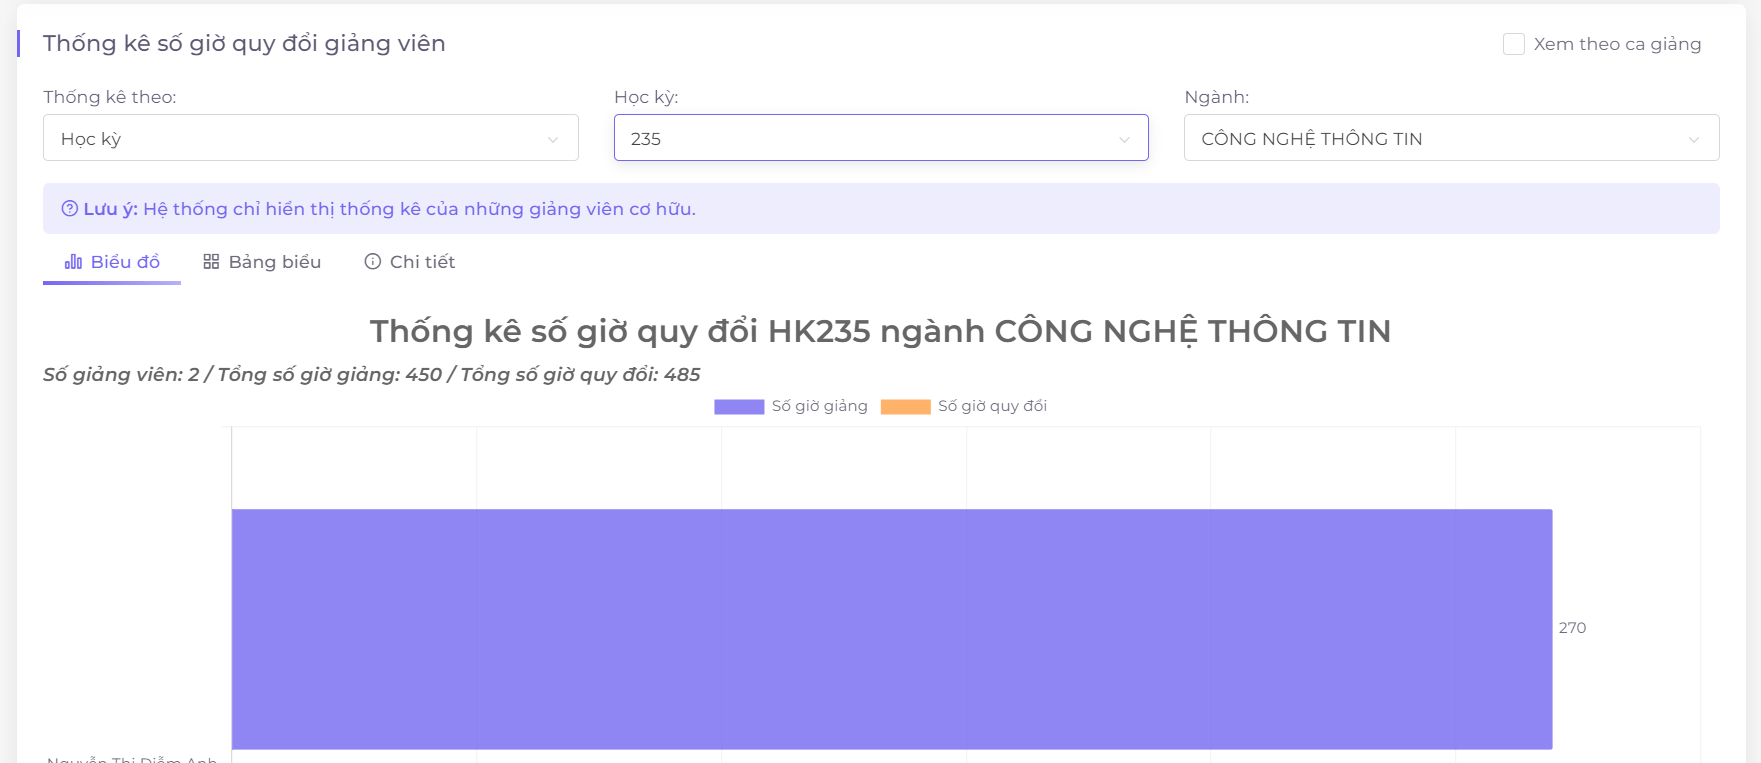 Thống kê số giờ quy đổi giảng viên
Xem theo ca giảng
Thống kê theo:
Học kỳ:
Ngành:
Học kỳ
235
CÔNG NGHỆ THÔNG TIN
Lưu ý: Hệ thống chỉ hiển thị thống kê của những giảng viên cơ hữu.
Biểu đồ
Bảng biểu
Chi tiết
Thống kê số giờ quy đổi HK235 ngành CÔNG NGHỆ THÔNG TIN
Số giảng viên: 2 / Tổng số giờ giảng: 450 / Tổng số giờ quy đổi: 485
Số giờ giảng
Số giờ quy đổi
270
Nguyễn Thị Diễm Anh